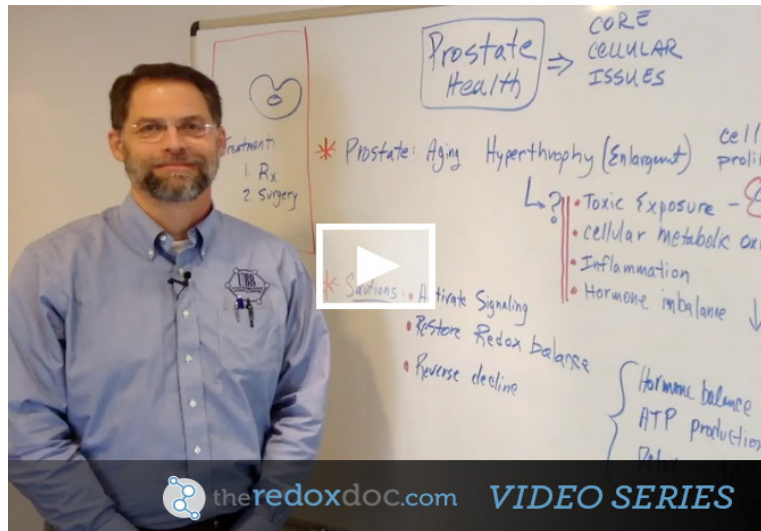 Prostate
Health
⇒ CORE
CELLULAR
ISSUES
Treatment:
1. Rx
2. Surgery
* Prostate: Aging Hyperthrophy (Enlargemt)
cell
proli
↳ ?
• Toxic Exposure -
• cellular metabolic oxi
• Inflammation
• Hormone imbalance ↓
* Solutions: • Activate Signaling
• Restore Redox balance
• Reverse decline
Hormone balance
ATP production
theredoxdoc.com VIDEO SERIES